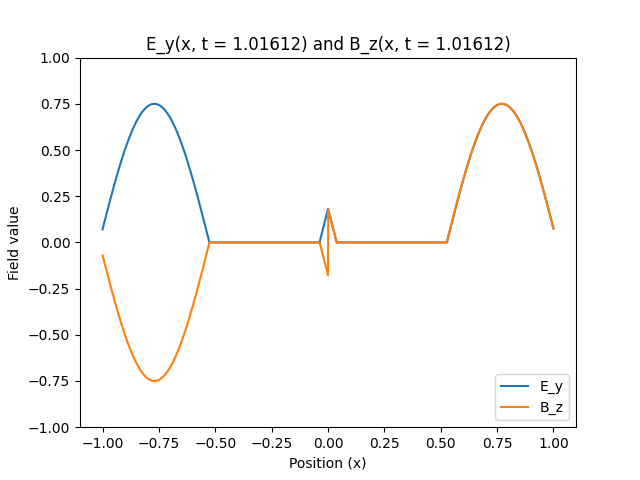 E_y(x, t = 1.01612) and B_z(x, t = 1.01612)
1.00
0.75
0.50
0.25
0.00
−0.25
−0.50
−0.75
−1.00
Field value
−1.00 −0.75 −0.50 −0.25 0.00 0.25 0.50 0.75 1.00
Position (x)
E_y
B_z